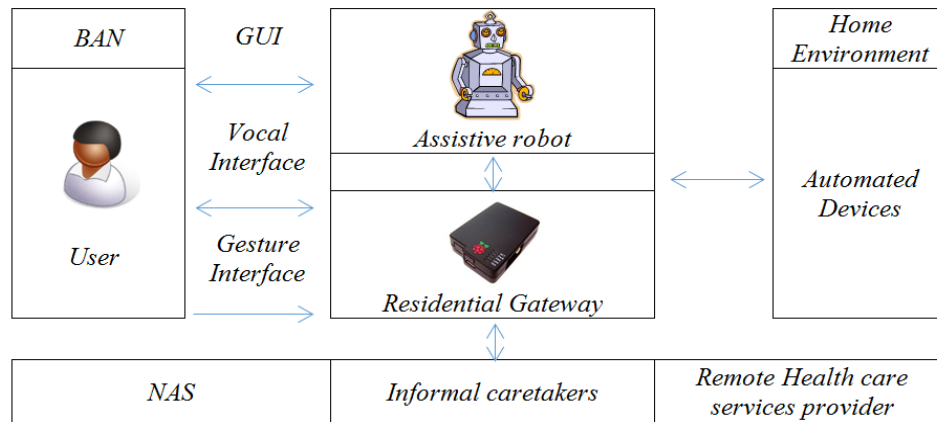 BAN
GUI
Home
Environment
Assistive robot
Vocal
Interface
Automated
Devices
User
Gesture
Interface
Residential Gateway
NAS
Informal caretakers
Remote Health care
services provider